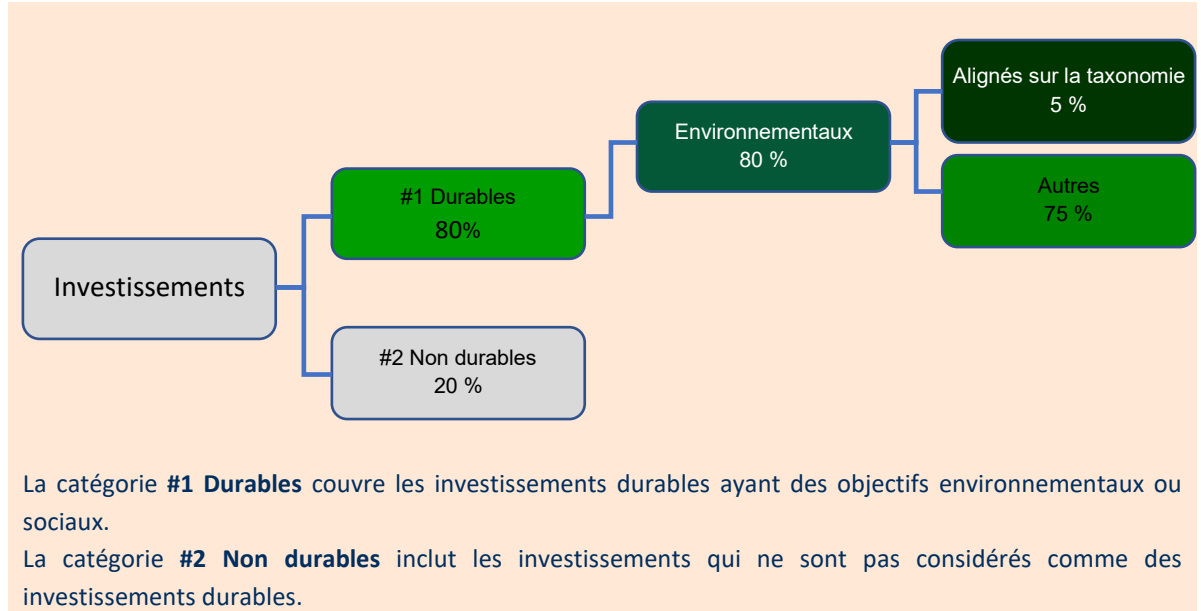 Alignés sur la taxonomie
5 %
Environnementaux
80 %
Autres
75 %
#1 Durables
80%
Investissements
#2 Non durables
20 %
La catégorie #1 Durables couvre les investissements durables ayant des objectifs environnementaux ou
sociaux.
La catégorie #2 Non durables inclut les investissements qui ne sont pas considérés comme des
investissements durables.